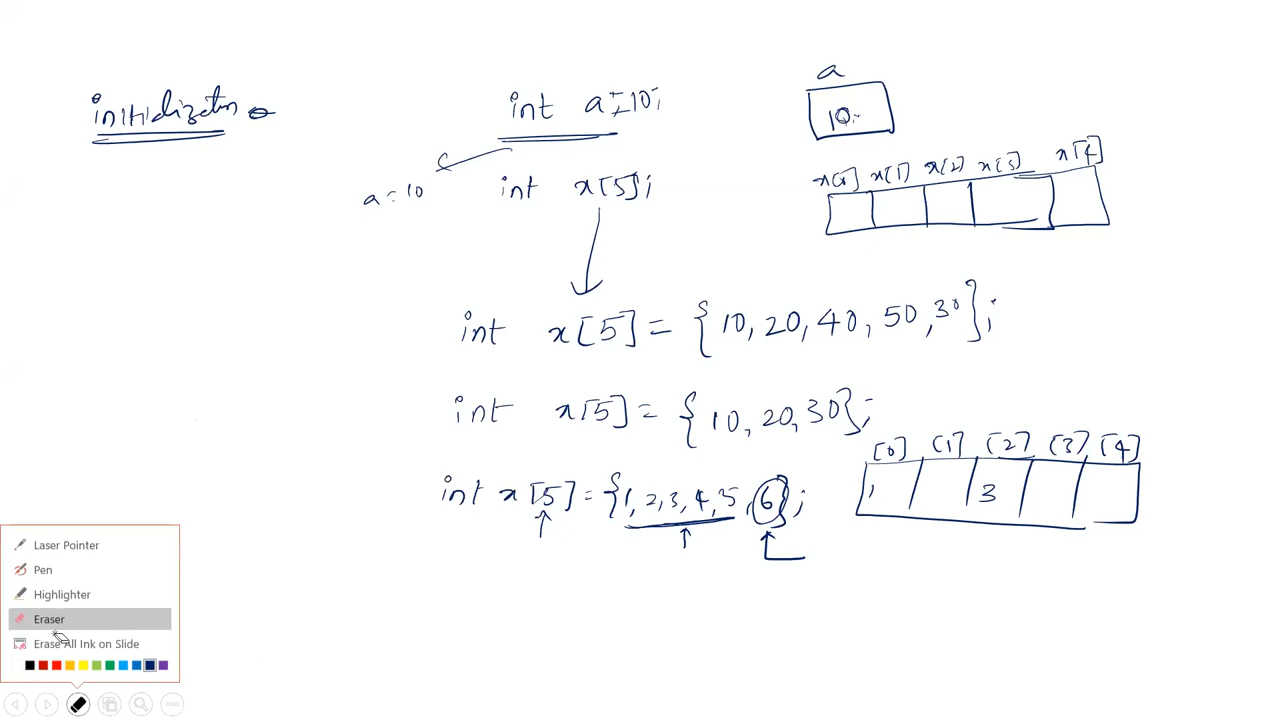 a
initializatn
int a=10;
10
x[0] x[1] x[2] x[3] x[4]
int x[5];
a=10
int x[5] = {10, 20, 40, 50, 30};
int x[5] = {10, 20, 30};
[0] [1] [2] [3] [4]
int x[5] = {1, 2, 3, 4, 5, 6};
1 3
Laser Pointer
Pen
Highlighter
Eraser
Erase All Ink on Slide